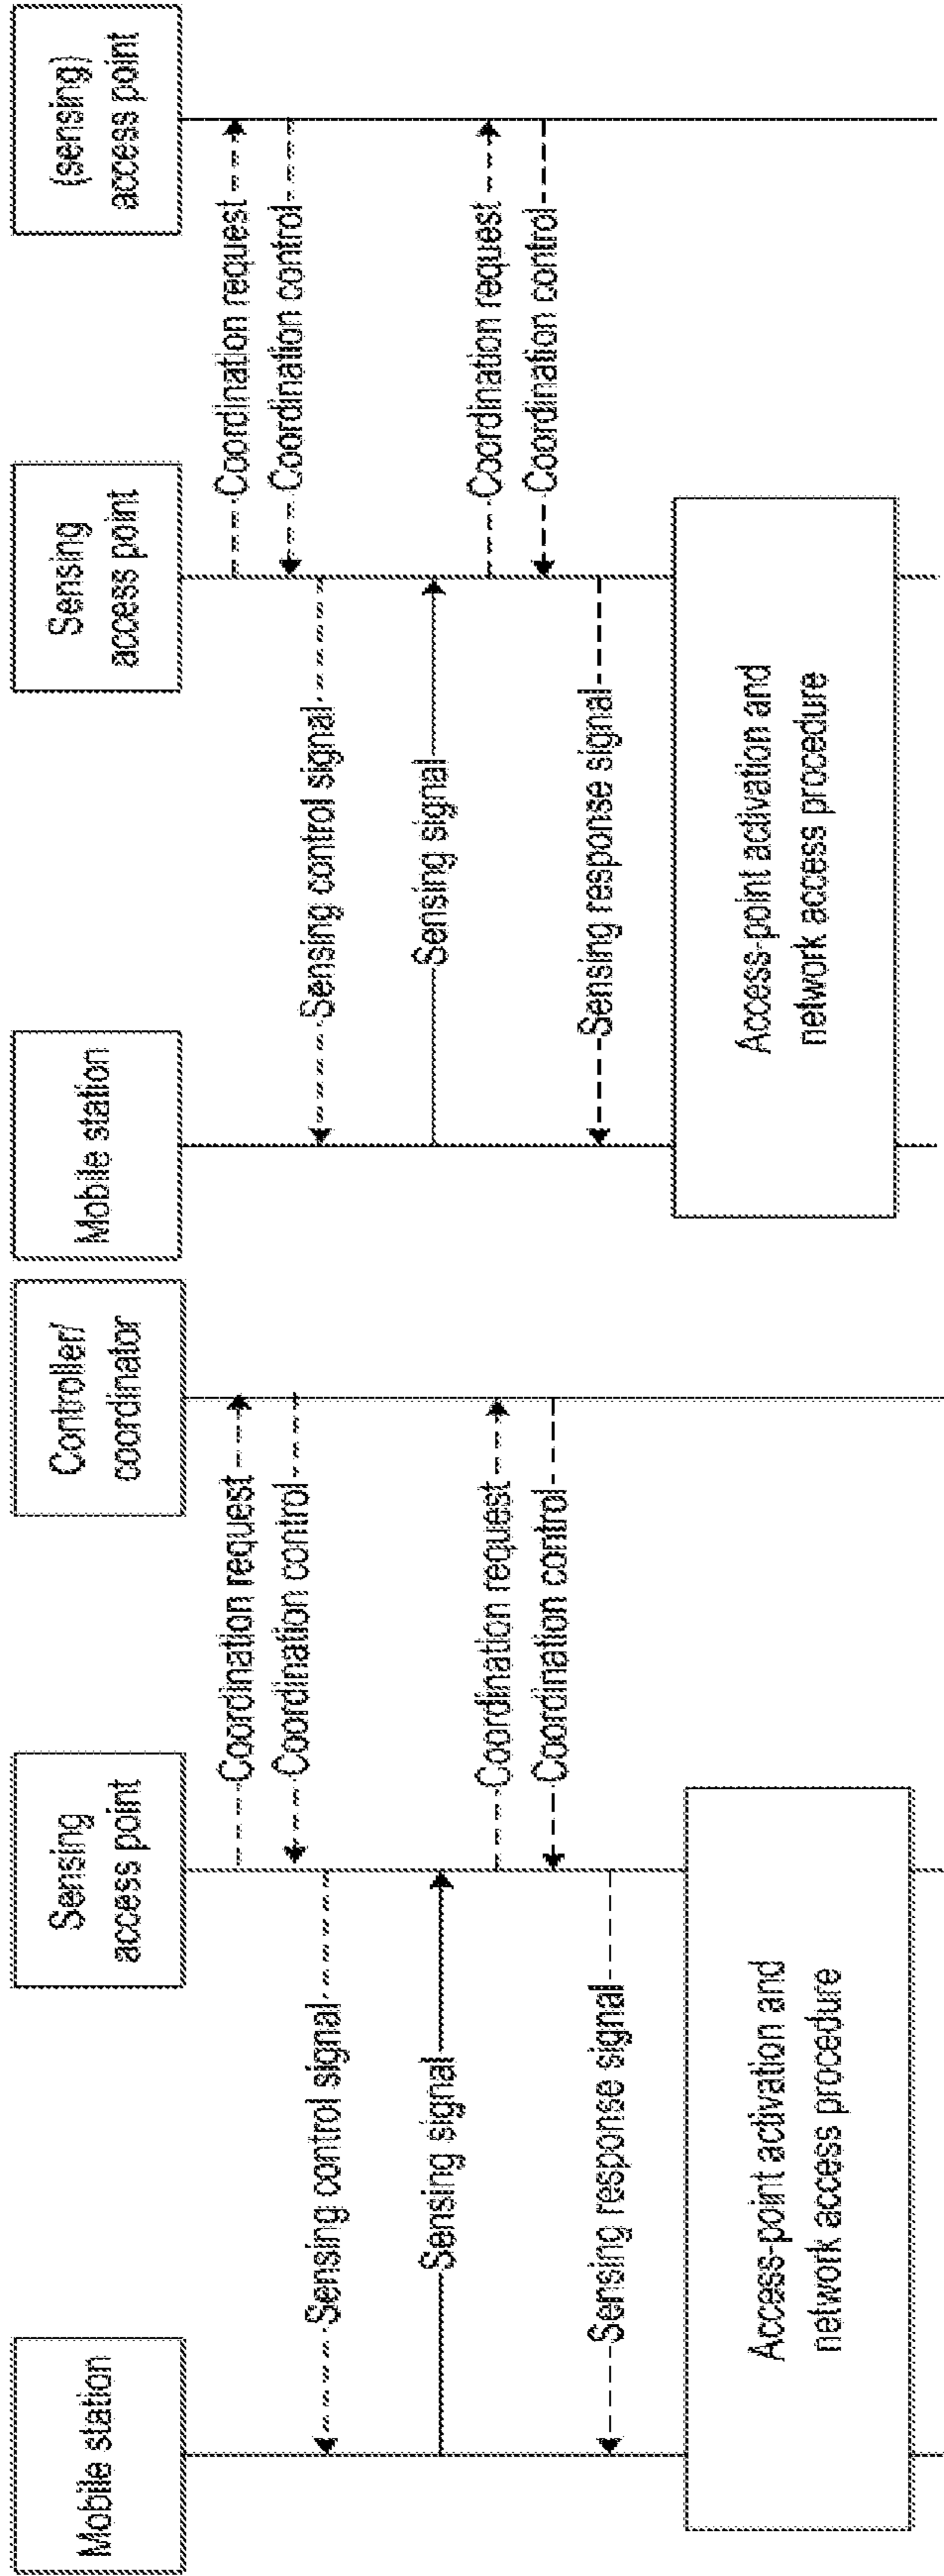 Mobile station
Sensing
access point
Controller/
coordinator
Coordination request
Coordination control
Sensing control signal
Sensing signal
Coordination request
Coordination control
Sensing response signal
Access-point activation and
network access procedure
Mobile station
Sensing
access point
(sensing)
access point
Coordination request
Coordination control
Sensing control signal
Sensing signal
Coordination request
Coordination control
Sensing response signal
Access-point activation and
network access procedure